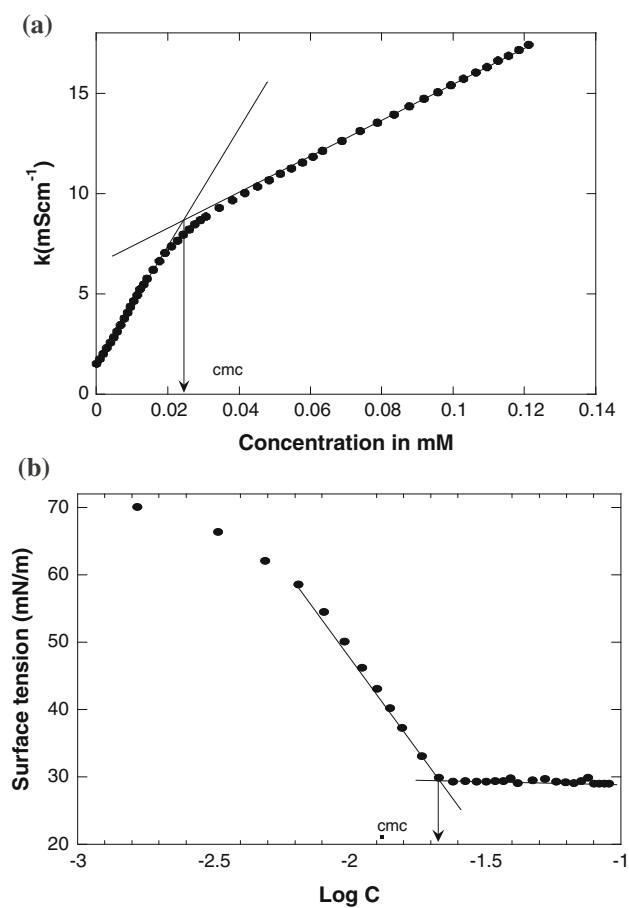 (a)
15
10
5
0
k(mScm⁻¹)
cmc
0 0.02 0.04 0.06 0.08 0.1 0.12 0.14
Concentration in mM
(b)
70
60
50
40
30
20
Surface tension (mN/m)
cmc
-3 -2.5 -2 -1.5 -1
Log C